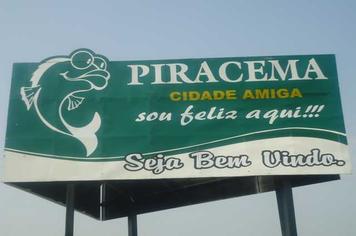 PIRACEMA
CIDADE AMIGA
sou feliz aqui!!!
Seja Bem Vindo.